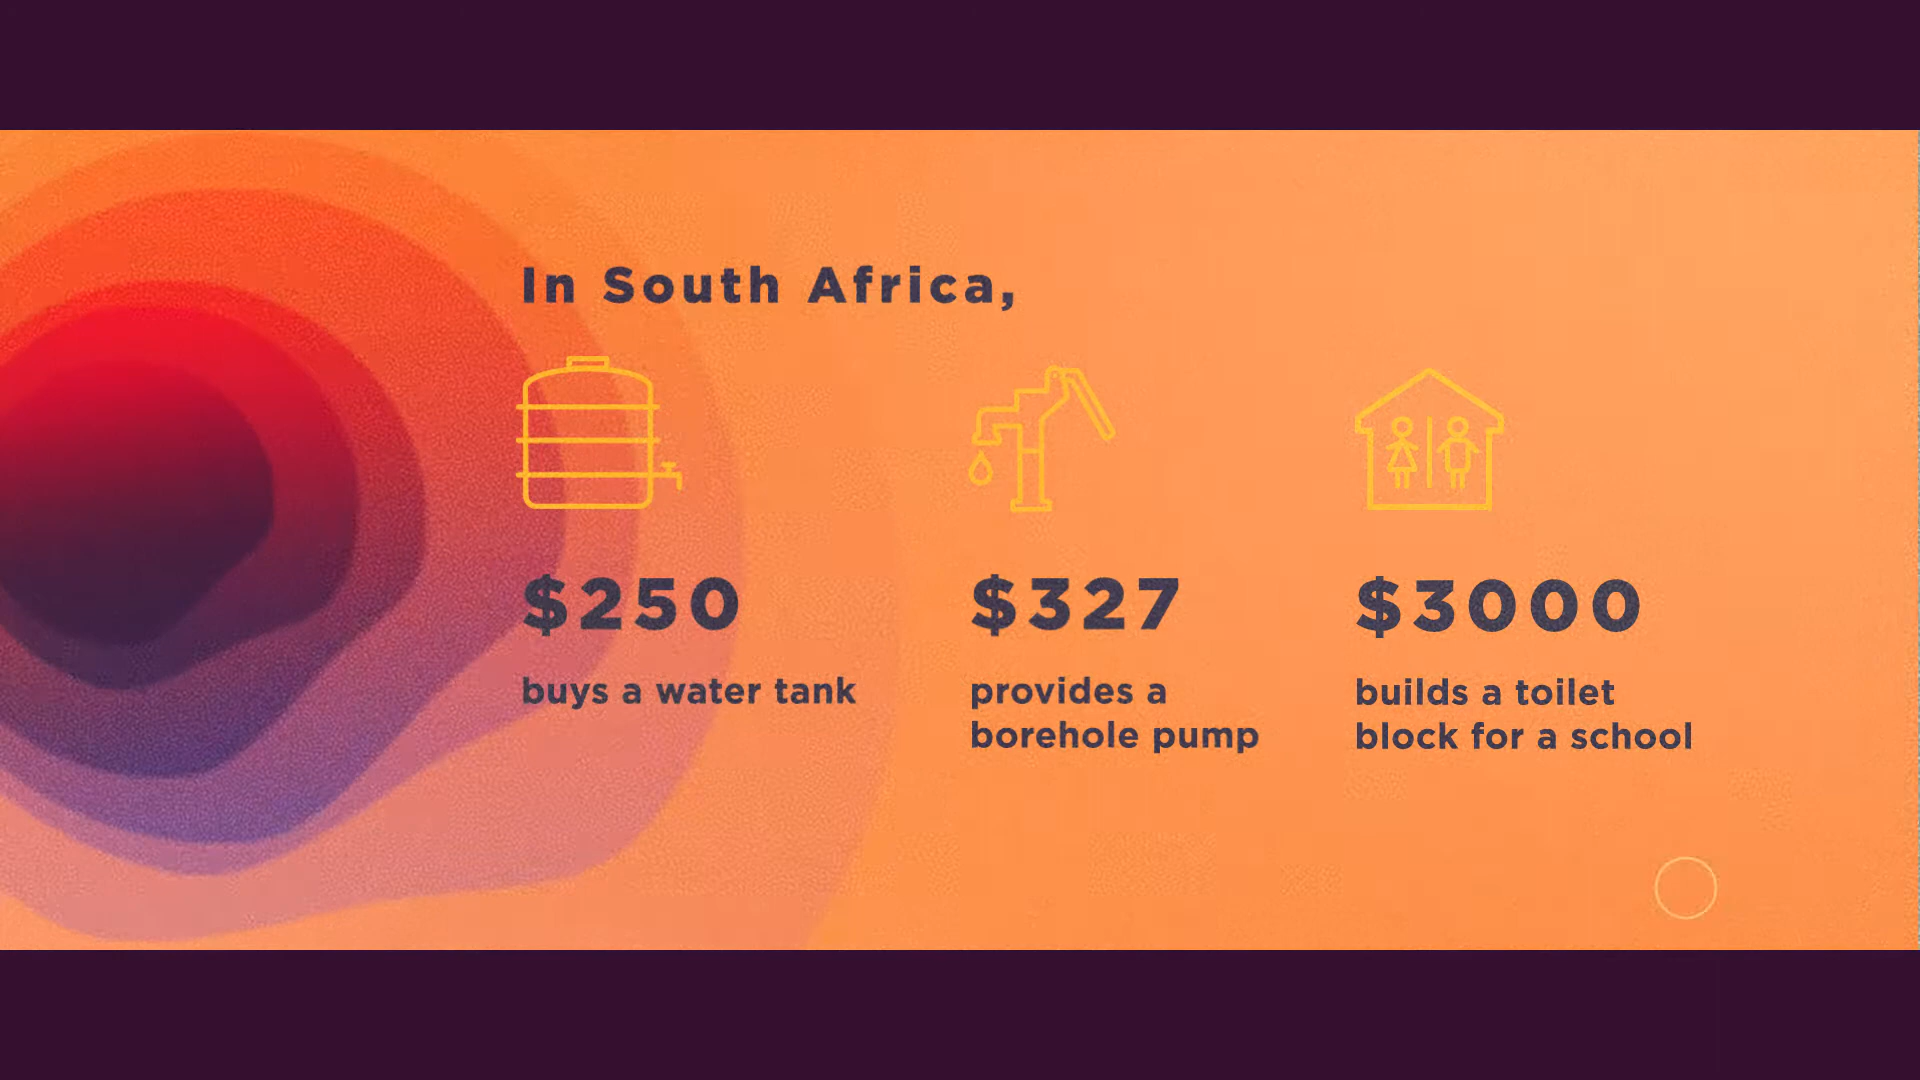 In South Africa,
$250
buys a water tank
$327
provides a
borehole pump
$3000
builds a toilet
block for a school